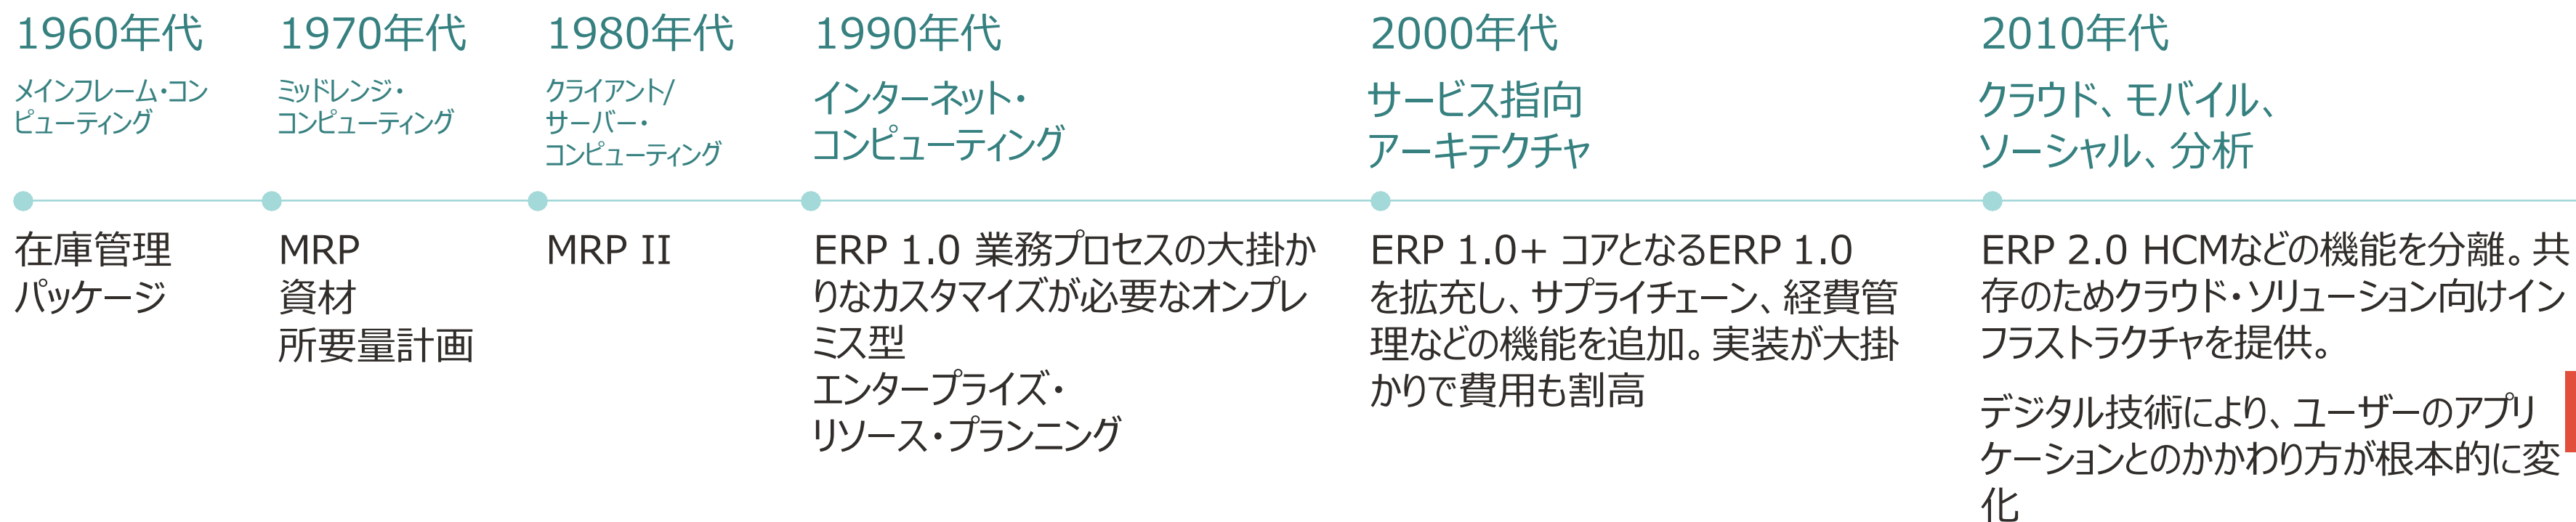 1960年代
メインフレーム・コン
ピューティング
在庫管理
パッケージ
1970年代
ミッドレンジ・
コンピューティング
MRP
資材
所要量計画
1980年代
クライアント/
サーバー・
コンピューティング
MRP II
1990年代
インターネット・
コンピューティング
ERP 1.0 業務プロセスの大掛か
りなカスタマイズが必要なオンプレ
ミス型
エンタープライズ・
リソース・プランニング
2000年代
サービス指向
アーキテクチャ
ERP 1.0+ コアとなるERP 1.0
を拡充し、サプライチェーン、経費管
理などの機能を追加。実装が大掛
かりで費用も割高
2010年代
クラウド、モバイル、
ソーシャル、分析
ERP 2.0 HCMなどの機能を分離。共
存のためクラウド・ソリューション向けイン
フラストラクチャを提供。
デジタル技術により、ユーザーのアプリ
ケーションとのかかわり方が根本的に変
化